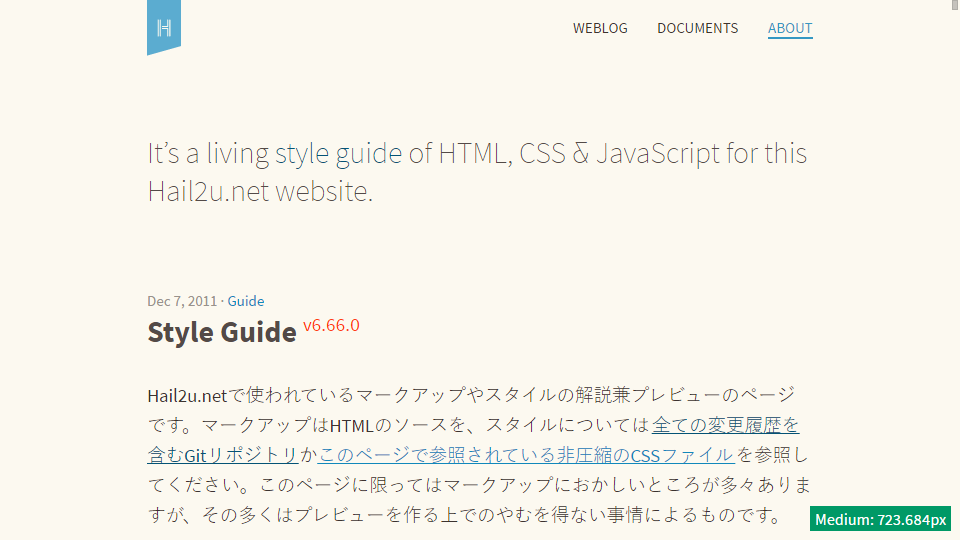 H
WEBLOG DOCUMENTS ABOUT
It’s a living style guide of HTML, CSS & JavaScript for this
Hail2u.net website.
Dec 7, 2011 · Guide
Style Guide v6.66.0
Hail2u.netで使われているマークアップやスタイルの解説兼プレビューのページ
です。マークアップはHTMLのソースを、スタイルについては全ての変更履歴を
含むGitリポジトリかこのページで参照されている非圧縮のCSSファイルを参照し
てください。このページに限ってはマークアップにおかしいところが多々ありま
すが、その多くはプレビューを作る上でのやむを得ない事情によるものです。
Medium: 723.684px